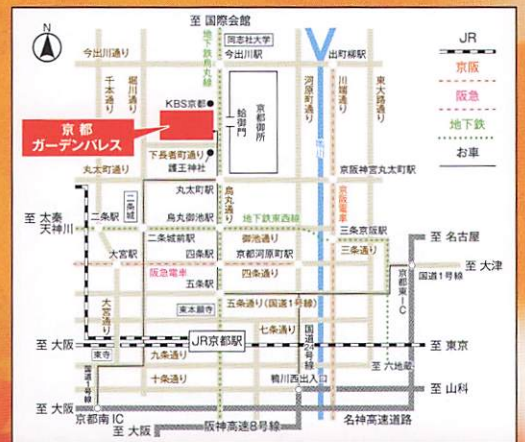 至 国際会館
N
地下鉄烏丸線
同志社大学
今出川通り
今出川駅
出町柳駅
千本通り
堀川通り
KBS京都
蛤御門
京都御所
河原町通り
川端通り
東大路通り
鴨川
京都
ガーデンパレス
下長者町通り
護王神社
丸太町通り
丸太町駅
烏丸通り
京阪神宮丸太町駅
二条城
京阪電車
至 太秦
天神川
二条駅
烏丸御池駅
地下鉄東西線
三条京阪駅
二条城前駅
御池通り
三条通り
大宮駅
四条駅
京都河原町駅
阪急電車
四条通り
五条駅
大宮通り
五条通り(国道1号線)
東本願寺
京都東IC
至 名古屋
至 大津
国道1号線
七条通り
国道24号線
至 大阪
JR京都駅
至 東京
東寺
九条通り
至 六地蔵
国道1号線
十条通り
鴨川西出入口
至 山科
至 大阪
京都南IC
名神高速道路
阪神高速8号線
至 大阪
JR
京阪
阪急
地下鉄
お車